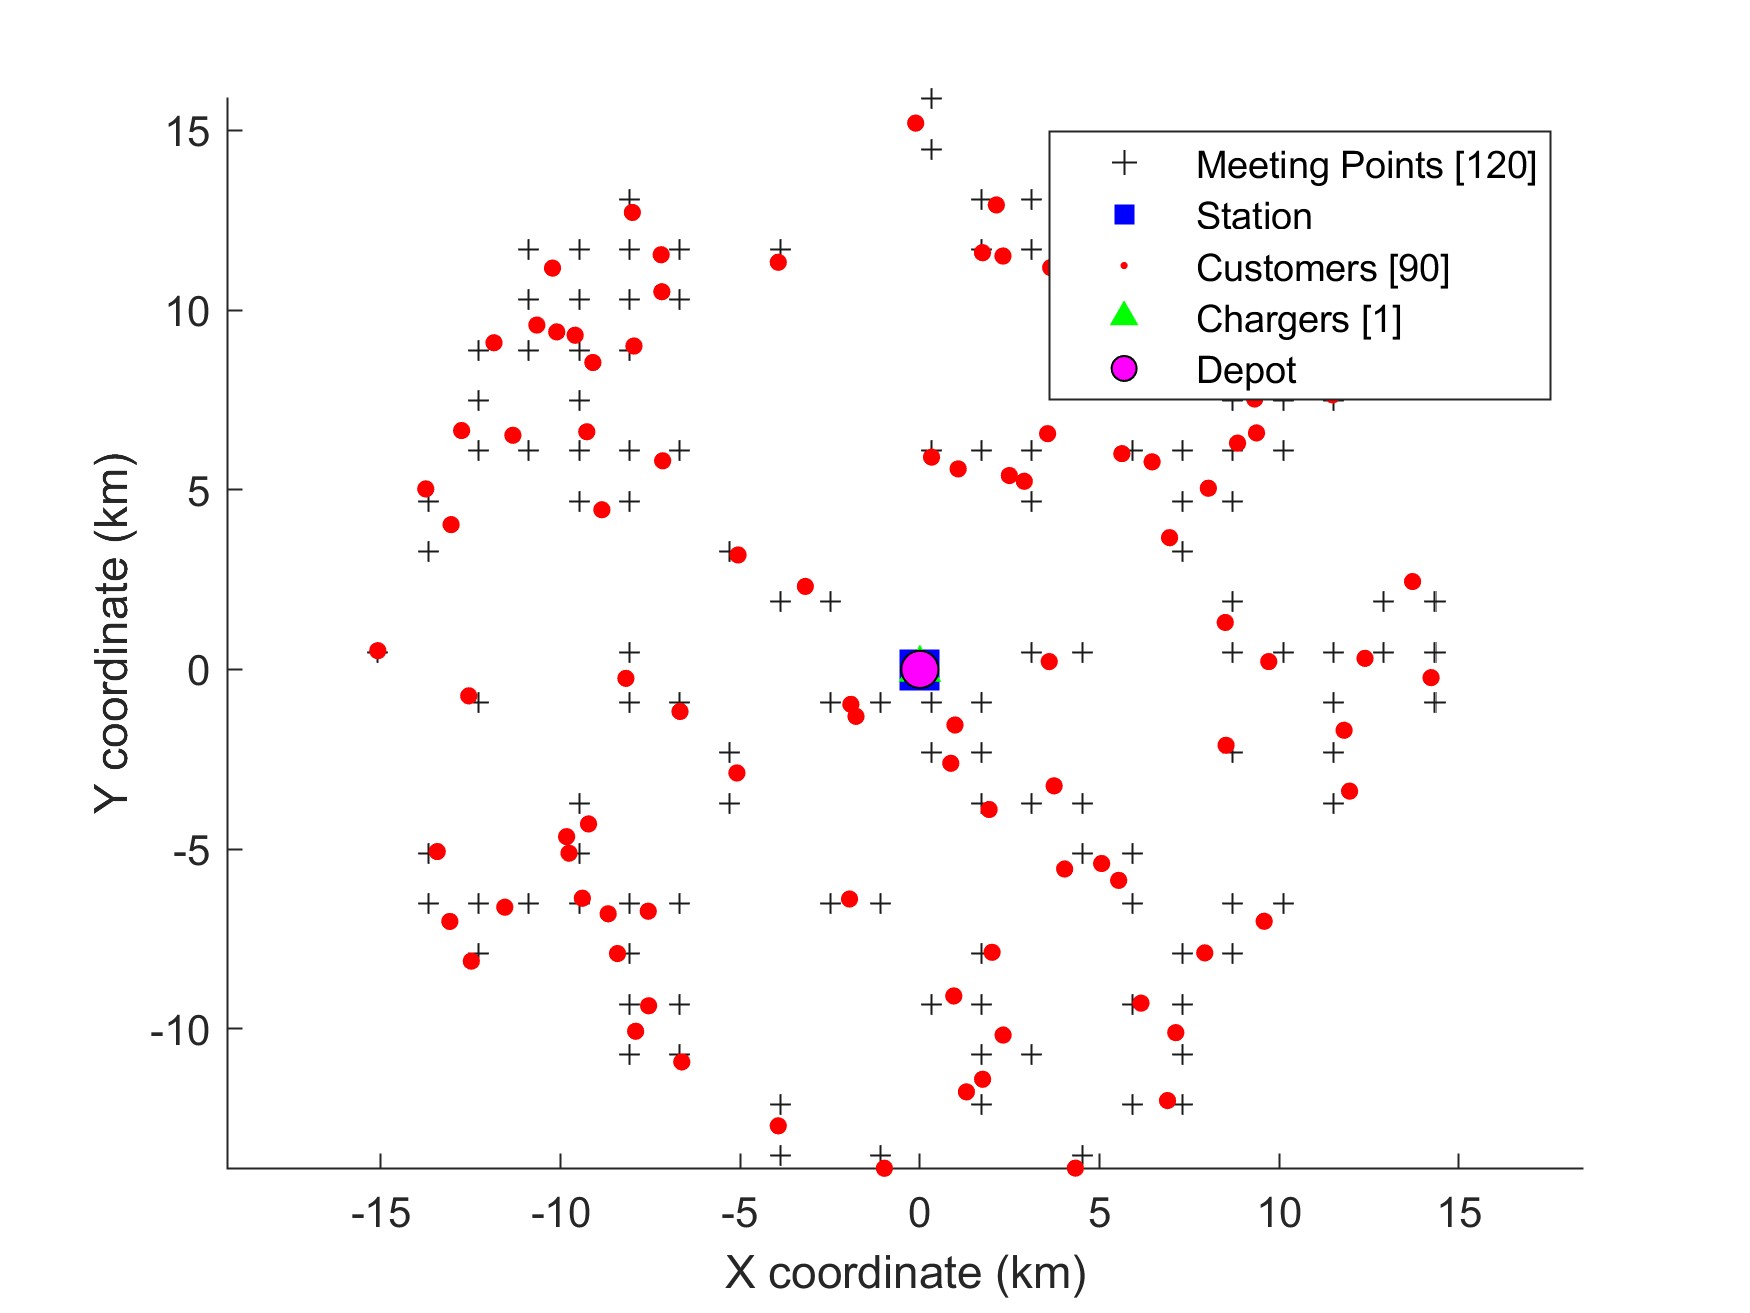 15
10
5
0
-5
-10
Y coordinate (km)
Meeting Points [120]
Station
Customers [90]
Chargers [1]
Depot
-15 -10 -5 0 5 10 15
X coordinate (km)